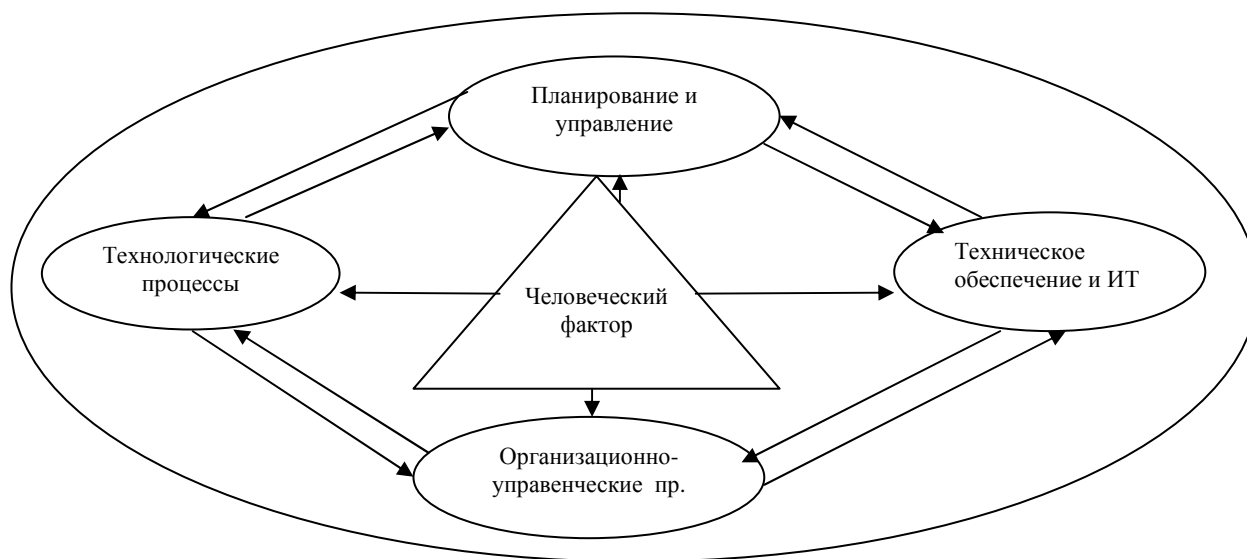 Планирование и
управление
Технологические
процессы
Человеческий
фактор
Техническое
обеспечение и ИТ
Организационно-
управенческие пр.